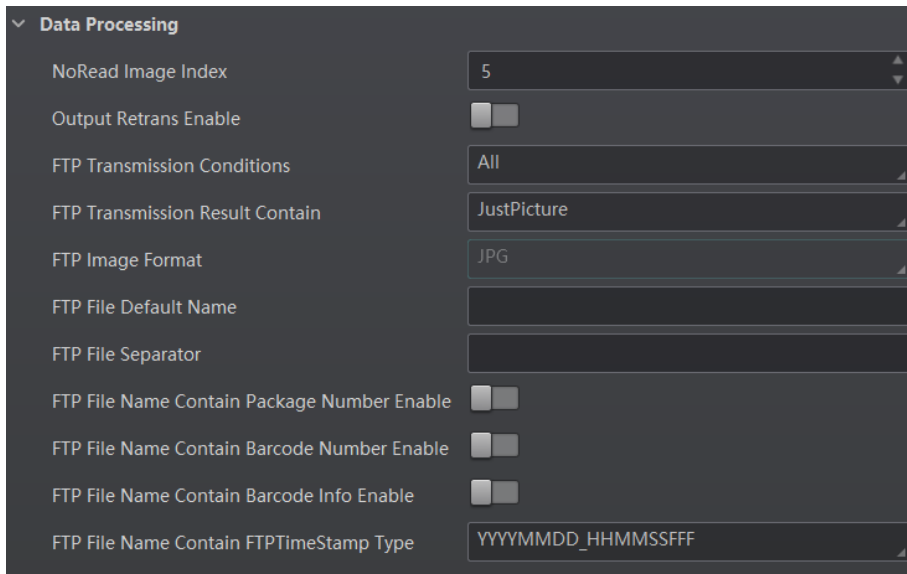 Data Processing
NoRead Image Index 5
Output Retrans Enable
FTP Transmission Conditions All
FTP Transmission Result Contain JustPicture
FTP Image Format JPG
FTP File Default Name
FTP File Separator
FTP File Name Contain Package Number Enable
FTP File Name Contain Barcode Number Enable
FTP File Name Contain Barcode Info Enable
FTP File Name Contain FTPTimeStamp Type YYYYMMDD_HHMMSSFFF